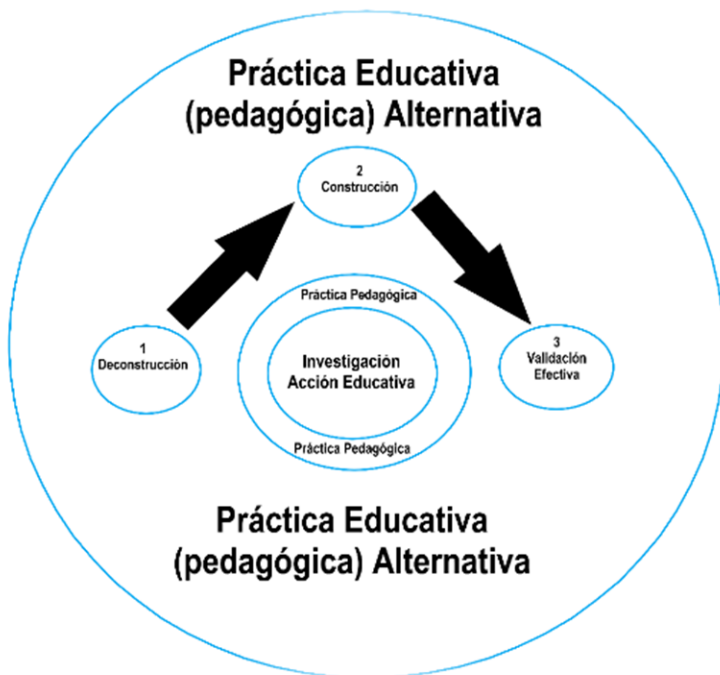 Práctica Educativa
(pedagógica) Alternativa
2
Construcción
Práctica Pedagógica
1
Deconstrucción
Investigación
Acción Educativa
3
Validación
Efectiva
Práctica Pedagógica
Práctica Educativa
(pedagógica) Alternativa